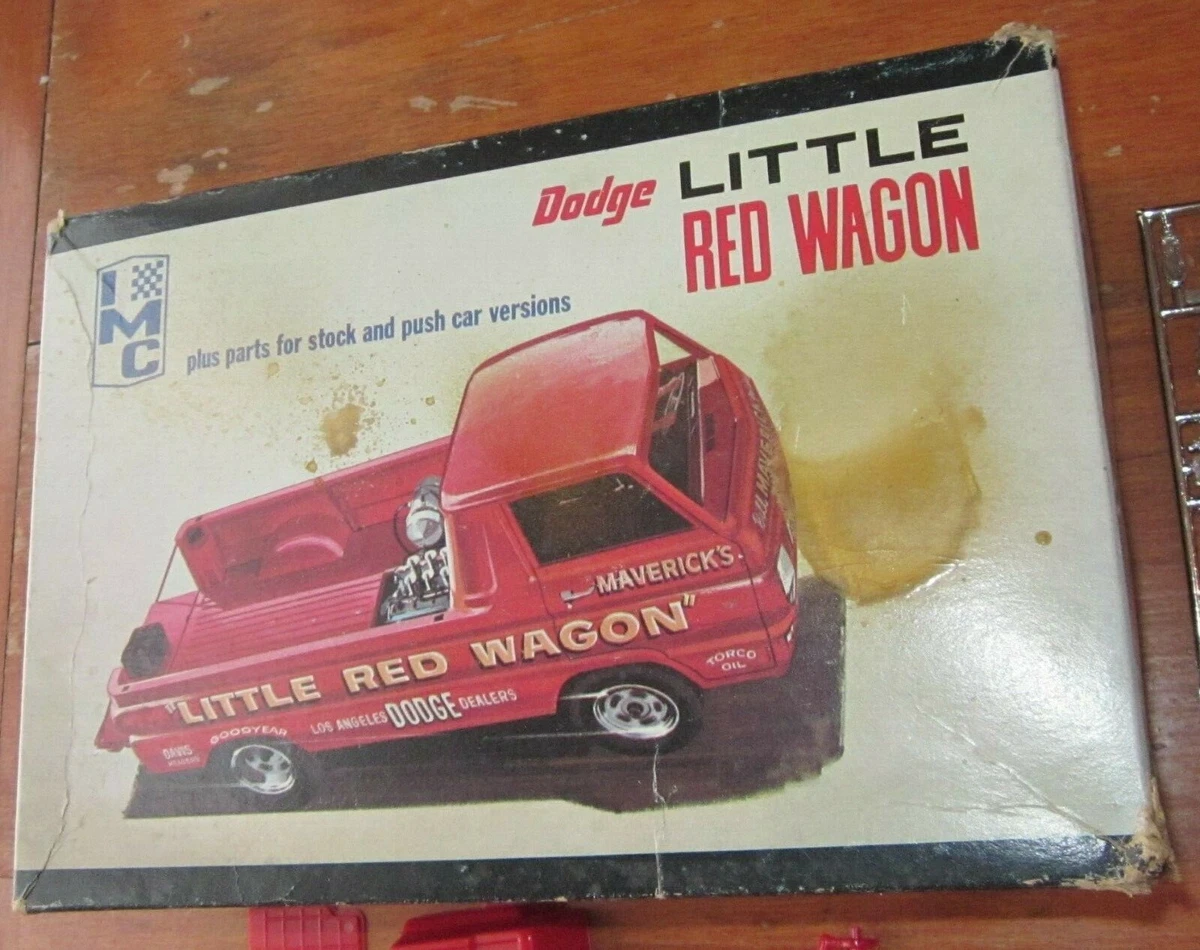 Dodge LITTLE
RED WAGON
I
M
C
plus parts for stock and push car versions
MAVERICK'S
"LITTLE RED WAGON"
TORCO
OIL
LOS ANGELES DODGE DEALERS
GOODYEAR
DAVIS